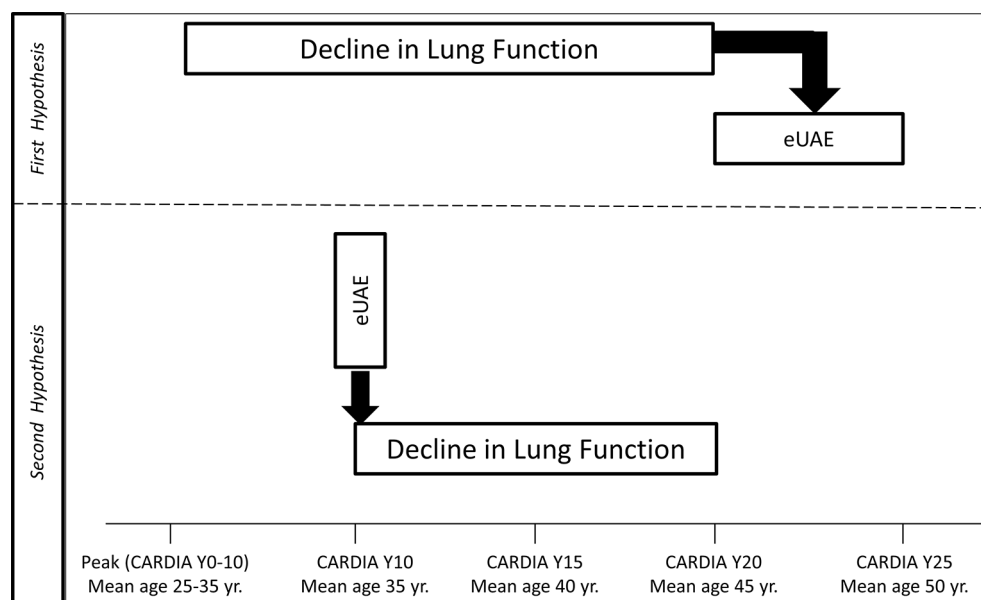 First Hypothesis
Decline in Lung Function
eUAE
Second Hypothesis
eUAE
Decline in Lung Function
Peak (CARDIA Y0-10)
Mean age 25-35 yr.
CARDIA Y10
Mean age 35 yr.
CARDIA Y15
Mean age 40 yr.
CARDIA Y20
Mean age 45 yr.
CARDIA Y25
Mean age 50 yr.